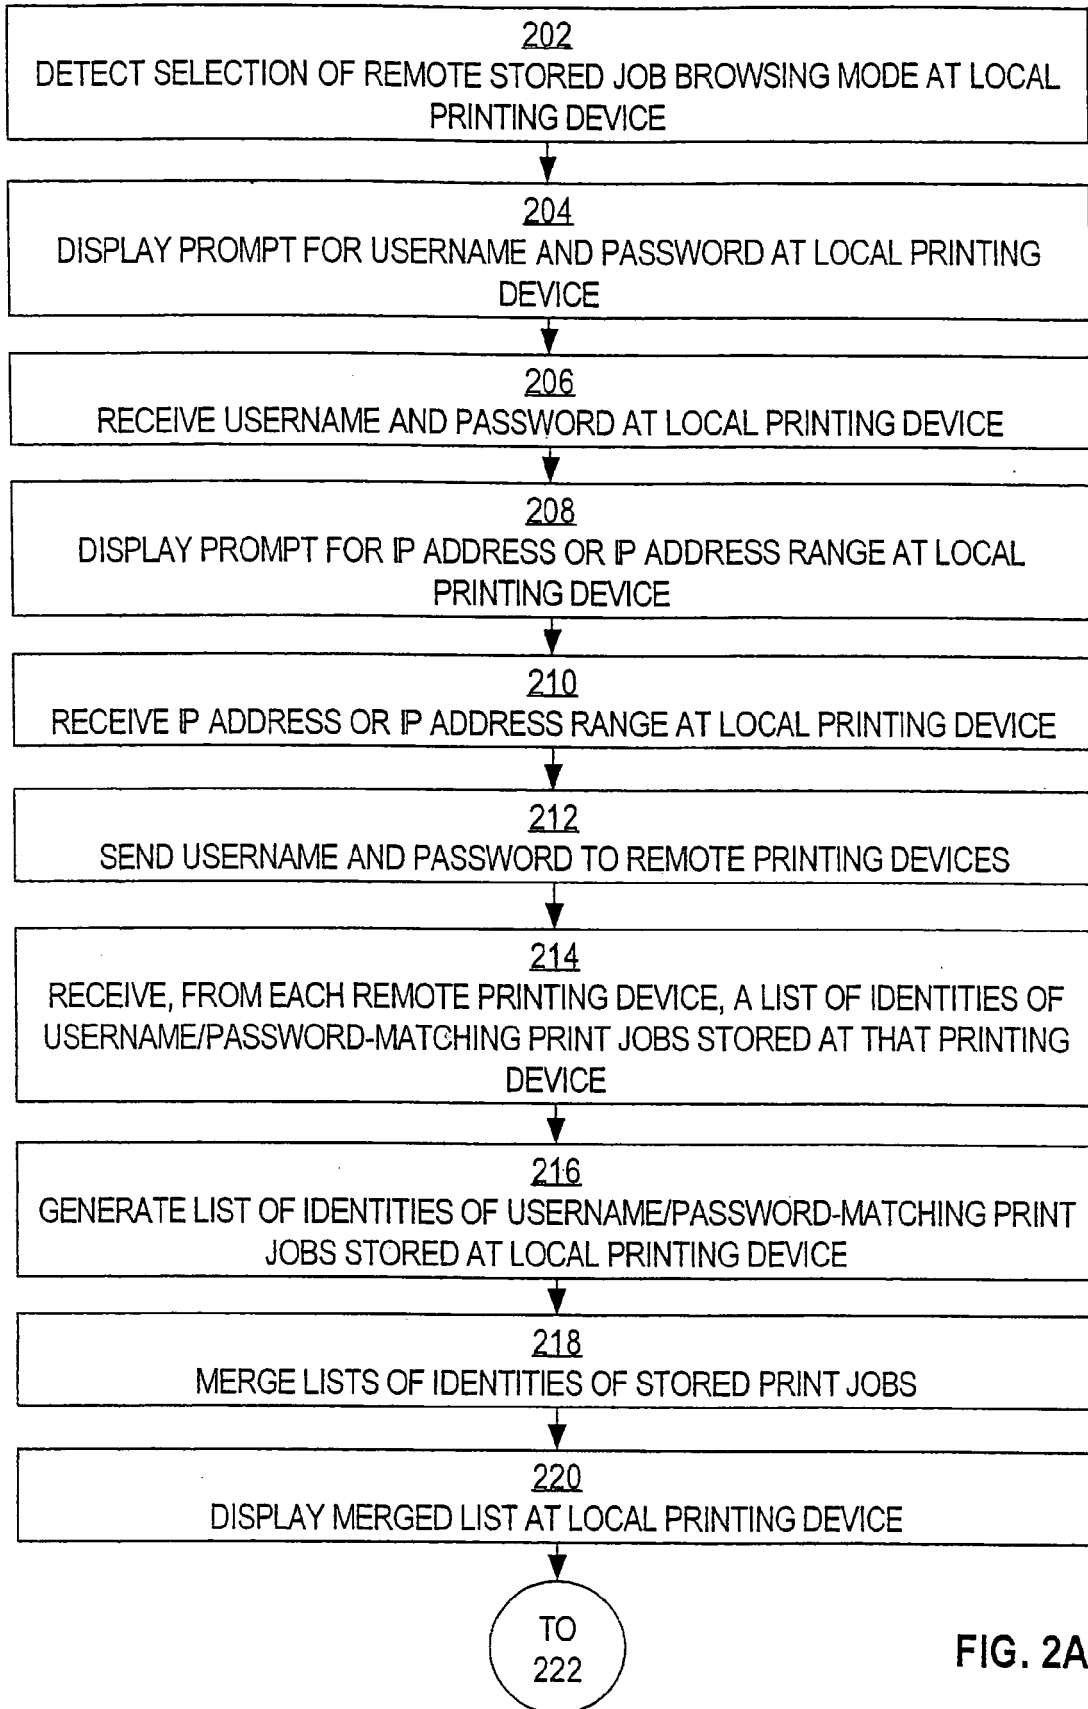 202
DETECT SELECTION OF REMOTE STORED JOB BROWSING MODE AT LOCAL
PRINTING DEVICE
204
DISPLAY PROMPT FOR USERNAME AND PASSWORD AT LOCAL PRINTING
DEVICE
206
RECEIVE USERNAME AND PASSWORD AT LOCAL PRINTING DEVICE
208
DISPLAY PROMPT FOR IP ADDRESS OR IP ADDRESS RANGE AT LOCAL
PRINTING DEVICE
210
RECEIVE IP ADDRESS OR IP ADDRESS RANGE AT LOCAL PRINTING DEVICE
212
SEND USERNAME AND PASSWORD TO REMOTE PRINTING DEVICES
214
RECEIVE, FROM EACH REMOTE PRINTING DEVICE, A LIST OF IDENTITIES OF
USERNAME/PASSWORD-MATCHING PRINT JOBS STORED AT THAT PRINTING
DEVICE
216
GENERATE LIST OF IDENTITIES OF USERNAME/PASSWORD-MATCHING PRINT
JOBS STORED AT LOCAL PRINTING DEVICE
218
MERGE LISTS OF IDENTITIES OF STORED PRINT JOBS
220
DISPLAY MERGED LIST AT LOCAL PRINTING DEVICE
TO
222
FIG. 2A